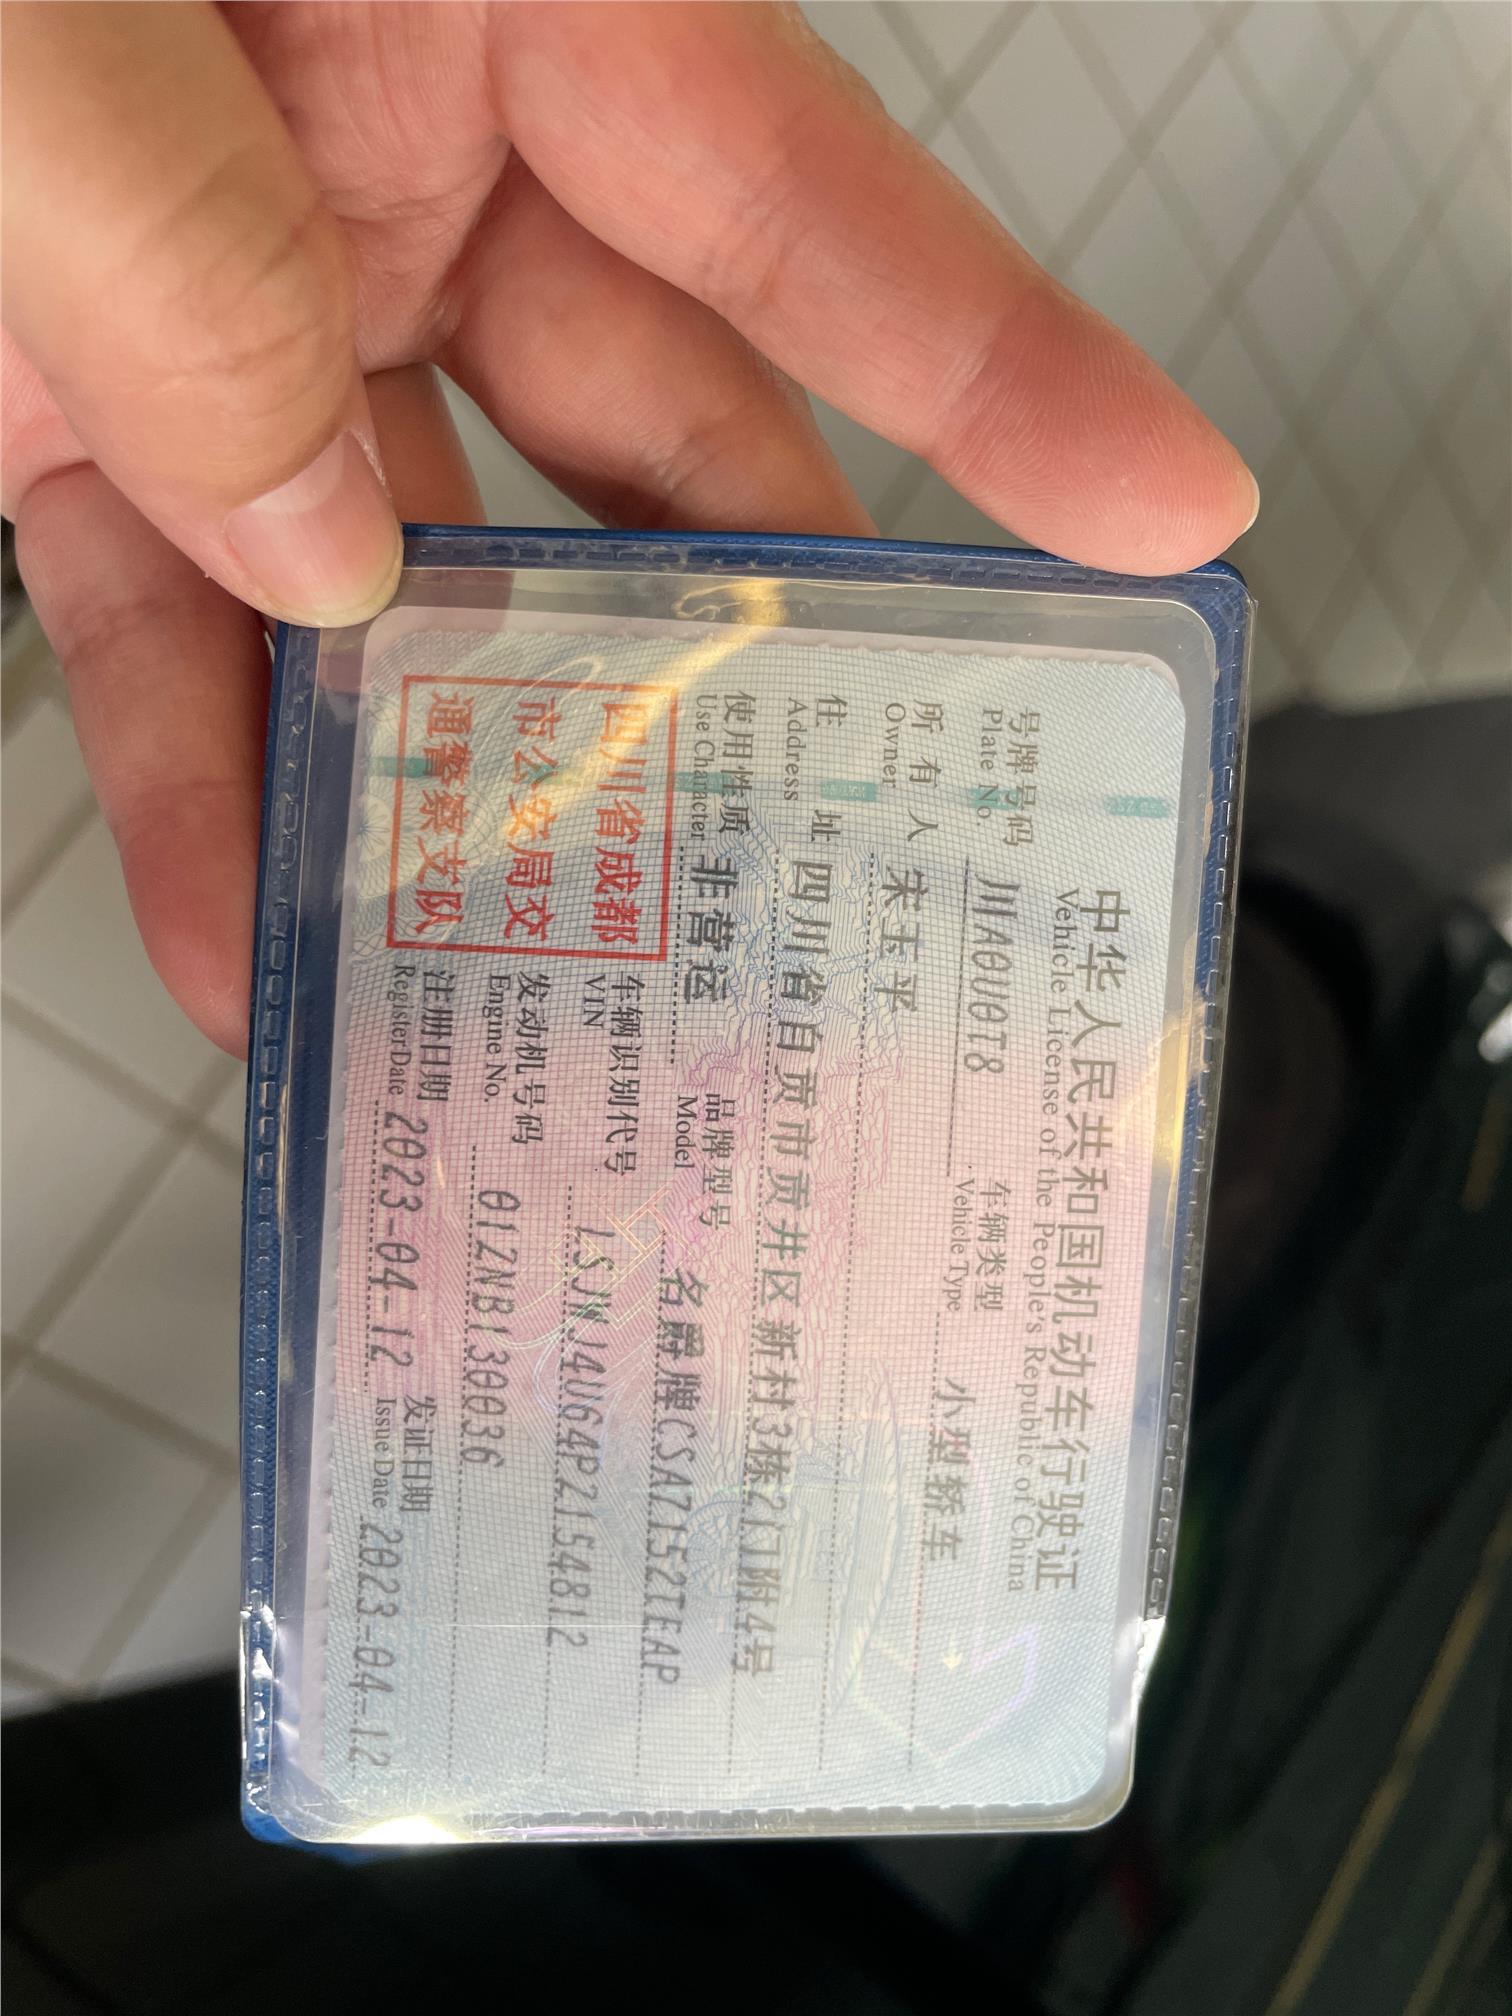 中华人民共和国机动车行驶证
Vehicle License of the People's Republic of China
号牌号码 川A0U0T8 车辆类型 小型轿车
Plate No. Vehicle Type
所有人 宋玉平
Owner
住址 四川省自贡市贡井区新村3栋2门附4号
Address
使用性质 非营运 品牌型号 名爵牌CSA7152TEAP
Use Character Model
四川省成都
市公安局交
通警察支队
车辆识别代号 LSJWJ4U64P2154812
VIN
发动机号码 01ZNB130036
Engine No.
注册日期 2023-04-12 发证日期 2023-04-12
Register Date Issue Date